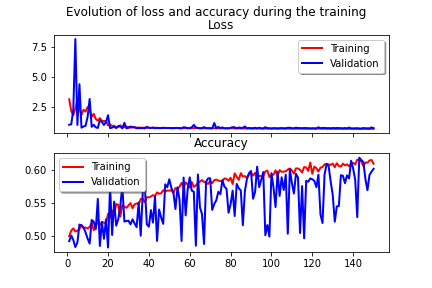 Evolution of loss and accuracy during the training
Loss
7.5
5.0
2.5
Training
Validation
Accuracy
0.60
0.55
0.50
Training
Validation
0 20 40 60 80 100 120 140